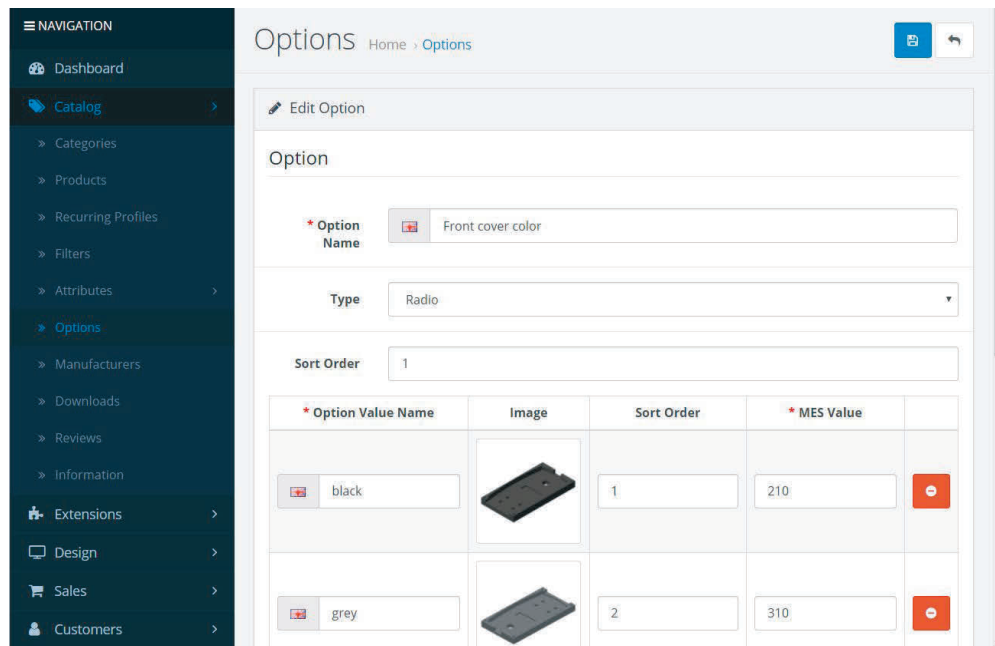 NAVIGATION
Dashboard
Catalog
Categories
Products
Recurring Profiles
Filters
Attributes
Options
Manufacturers
Downloads
Reviews
Information
Extensions
Design
Sales
Customers
Options Home › Options
Edit Option
Option
* Option
Name
Front cover color
Type
Radio
Sort Order
1
* Option Value Name Image Sort Order * MES Value
black 1 210
grey 2 310